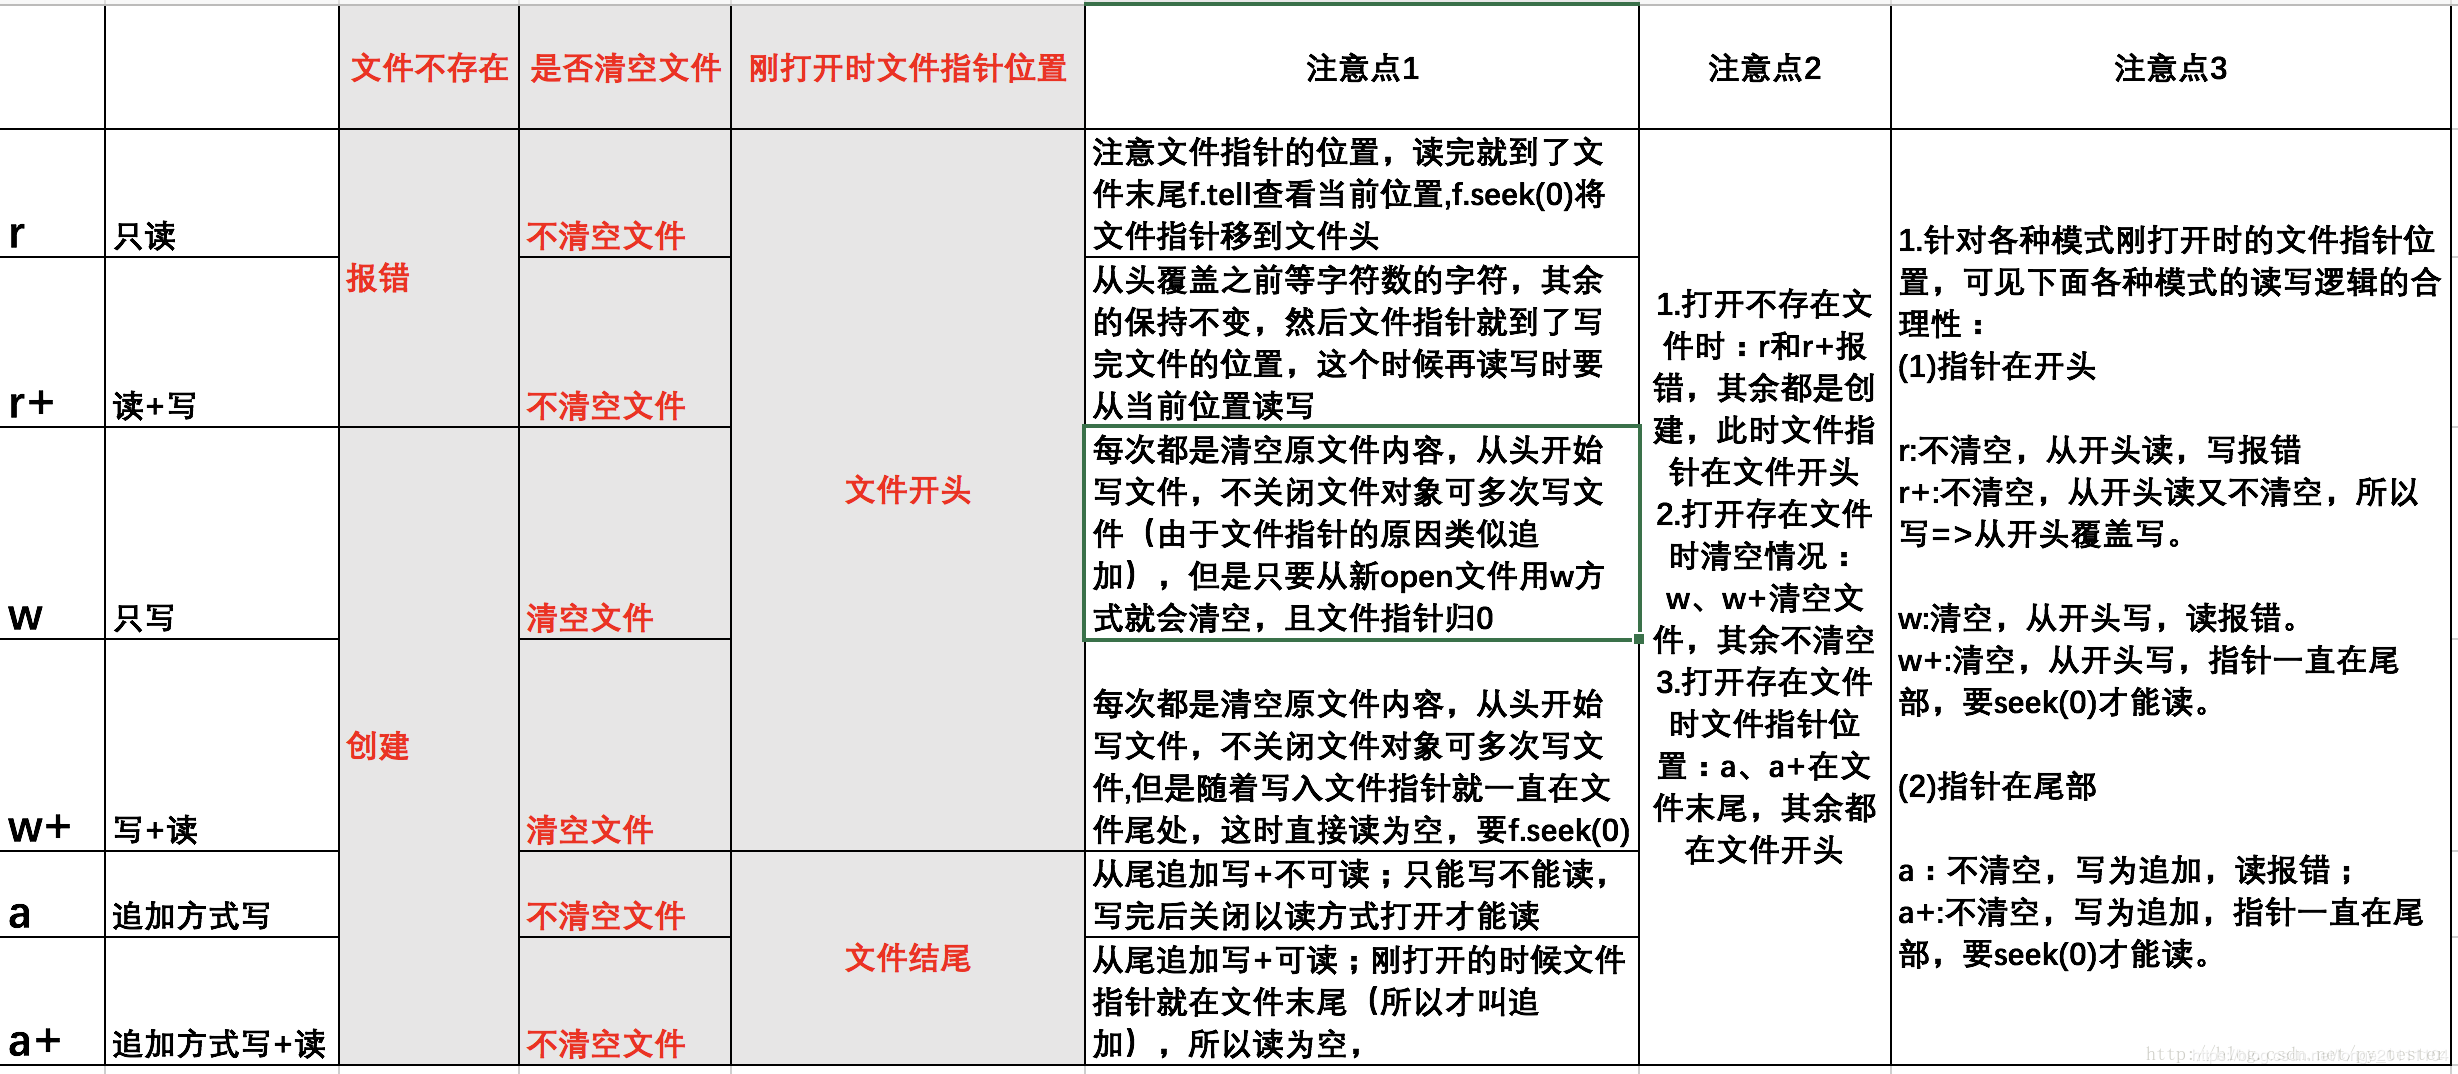 文件不存在
是否清空文件
刚打开时文件指针位置
注意点1
注意点2
注意点3
r
只读
报错
不清空文件
文件开头
注意文件指针的位置，读完就到了文
件末尾f.tell查看当前位置,f.seek(0)将
文件指针移到文件头
r+
读+写
不清空文件
从头覆盖之前等字符数的字符，其余
的保持不变，然后文件指针就到了写
完文件的位置，这个时候再读写时要
从当前位置读写
w
只写
创建
清空文件
每次都是清空原文件内容，从头开始
写文件，不关闭文件对象可多次写文
件（由于文件指针的原因类似追
加），但是只要从新open文件用w方
式就会清空，且文件指针归0
w+
写+读
清空文件
每次都是清空原文件内容，从头开始
写文件，不关闭文件对象可多次写文
件,但是随着写入文件指针就一直在文
件尾处，这时直接读为空，要f.seek(0)
a
追加方式写
不清空文件
文件结尾
从尾追加写+不可读；只能写不能读，
写完后关闭以读方式打开才能读
a+
追加方式写+读
不清空文件
从尾追加写+可读；刚打开的时候文件
指针就在文件末尾（所以才叫追
加），所以读为空，
1.打开不存在文
件时：r和r+报
错，其余都是创
建，此时文件指
针在文件开头
2.打开存在文件
时清空情况：
w、w+清空文
件，其余不清空
3.打开存在文件
时文件指针位
置：a、a+在文
件末尾，其余都
在文件开头
1.针对各种模式刚打开时的文件指针位
置，可见下面各种模式的读写逻辑的合
理性：
(1)指针在开头
r:不清空，从开头读，写报错
r+:不清空，从开头读又不清空，所以
写=>从开头覆盖写。
w:清空，从开头写，读报错。
w+:清空，从开头写，指针一直在尾
部，要seek(0)才能读。
(2)指针在尾部
a：不清空，写为追加，读报错；
a+:不清空，写为追加，指针一直在尾
部，要seek(0)才能读。
http://blog.csdn.net/py_tester